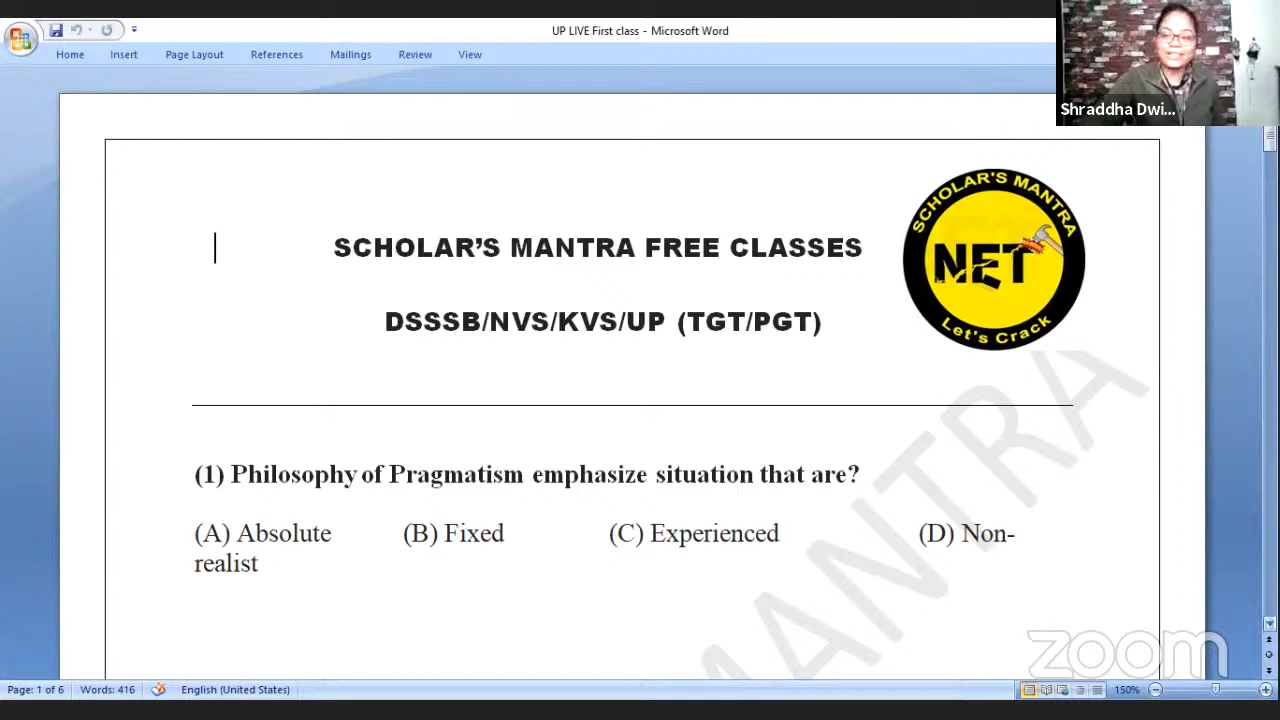 UP LIVE First class - Microsoft Word
Home Insert Page Layout References Mailings Review View
Shraddha Dwi...
SCHOLAR'S MANTRA
NET
Let's Crack
SCHOLAR’S MANTRA FREE CLASSES
DSSSB/NVS/KVS/UP (TGT/PGT)
(1) Philosophy of Pragmatism emphasize situation that are?
(A) Absolute (B) Fixed (C) Experienced (D) Non-
realist
MANTRA
zoom
Page: 1 of 6 Words: 416 English (United States) 150%